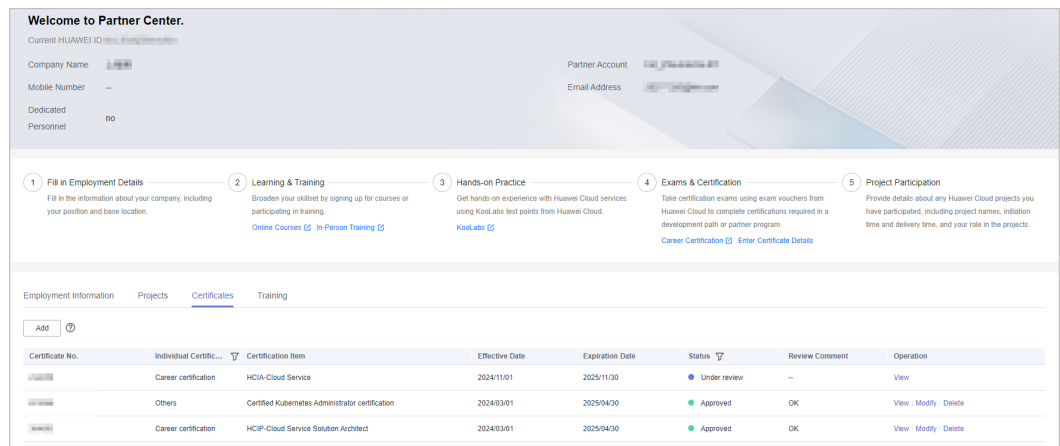 Welcome to Partner Center.
Current HUAWEI ID:
Company Name
Partner Account
Mobile Number --
Email Address
Dedicated
Personnel no
1 Fill in Employment Details
Fill in the information about your company, including
your position and base location.
2 Learning & Training
Broaden your skillset by signing up for courses or
participating in training.
Online Courses In-Person Training
3 Hands-on Practice
Get hands-on experience with Huawei Cloud services
using KooLabs test points from Huawei Cloud.
KooLabs
4 Exams & Certification
Take certification exams using exam vouchers from
Huawei Cloud to complete certifications required in a
development path or partner program.
Career Certification Enter Certificate Details
5 Project Participation
Provide details about any Huawei Cloud projects you
have participated, including project names, initiation
time and delivery time, and your role in the projects.
Employment Information Projects Certificates Training
Add ?
Certificate No. Individual Certific... Certification Item Effective Date Expiration Date Status Review Comment Operation
Career certification HCIA-Cloud Service 2024/11/01 2025/11/30 Under review -- View
Others Certified Kubernetes Administrator certification 2024/03/01 2025/04/30 Approved OK View | Modify | Delete
Career certification HCIP-Cloud Service Solution Architect 2024/03/01 2025/04/30 Approved OK View | Modify | Delete